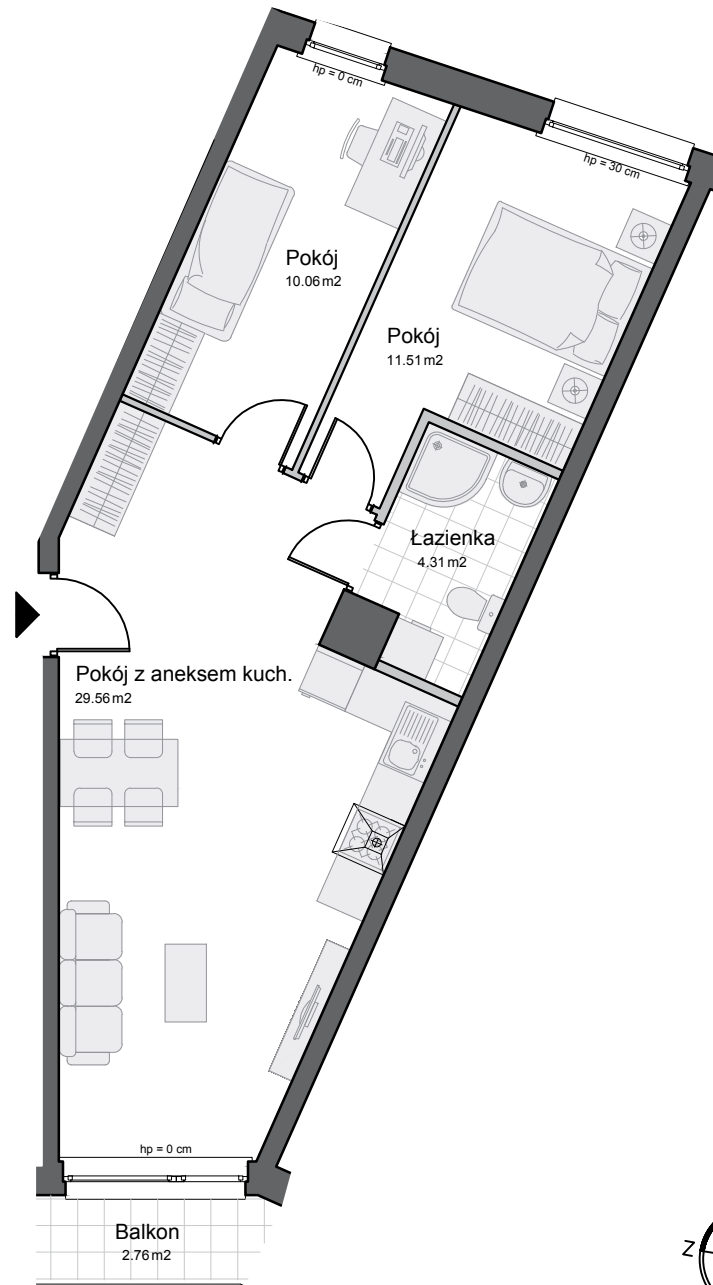 hp = 0 cm
hp = 30 cm
Pokój
10.06 m2
Pokój
11.51 m2
Łazienka
4.31 m2
Pokój z aneksem kuch.
29.56 m2
hp = 0 cm
Balkon
2.76 m2
Z